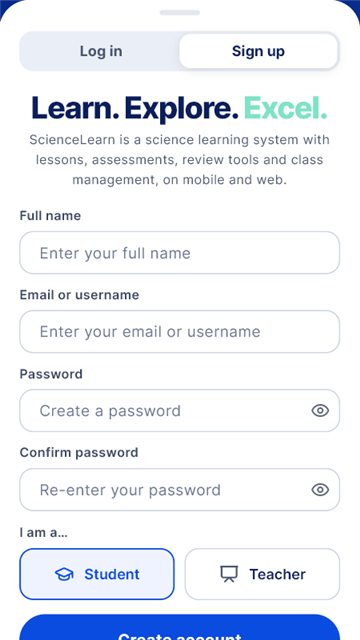 Log in
Sign up
Learn. Explore. Excel.
ScienceLearn is a science learning system with
lessons, assessments, review tools and class
management, on mobile and web.
Full name
Enter your full name
Email or username
Enter your email or username
Password
Create a password
Confirm password
Re-enter your password
I am a...
Student
Teacher
Create account